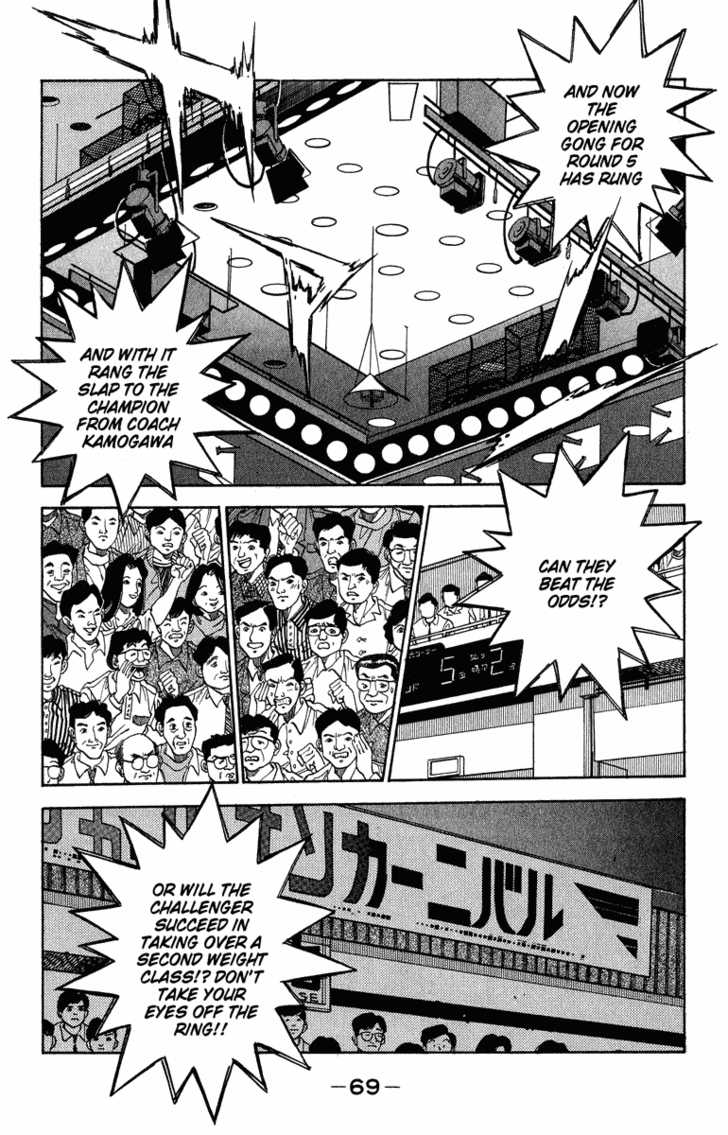 AND NOW
THE
OPENING
GONG FOR
ROUND 5
HAS RUNG
AND WITH IT
RANG THE
SLAP TO THE
CHAMPION
FROM COACH
KAMOGAWA
CAN THEY
BEAT THE
ODDS!?
5 2
カーニバル
OR WILL THE
CHALLENGER
SUCCEED IN
TAKING OVER A
SECOND WEIGHT
CLASS!? DON'T
TAKE YOUR
EYES OFF THE
RING!!
—69—